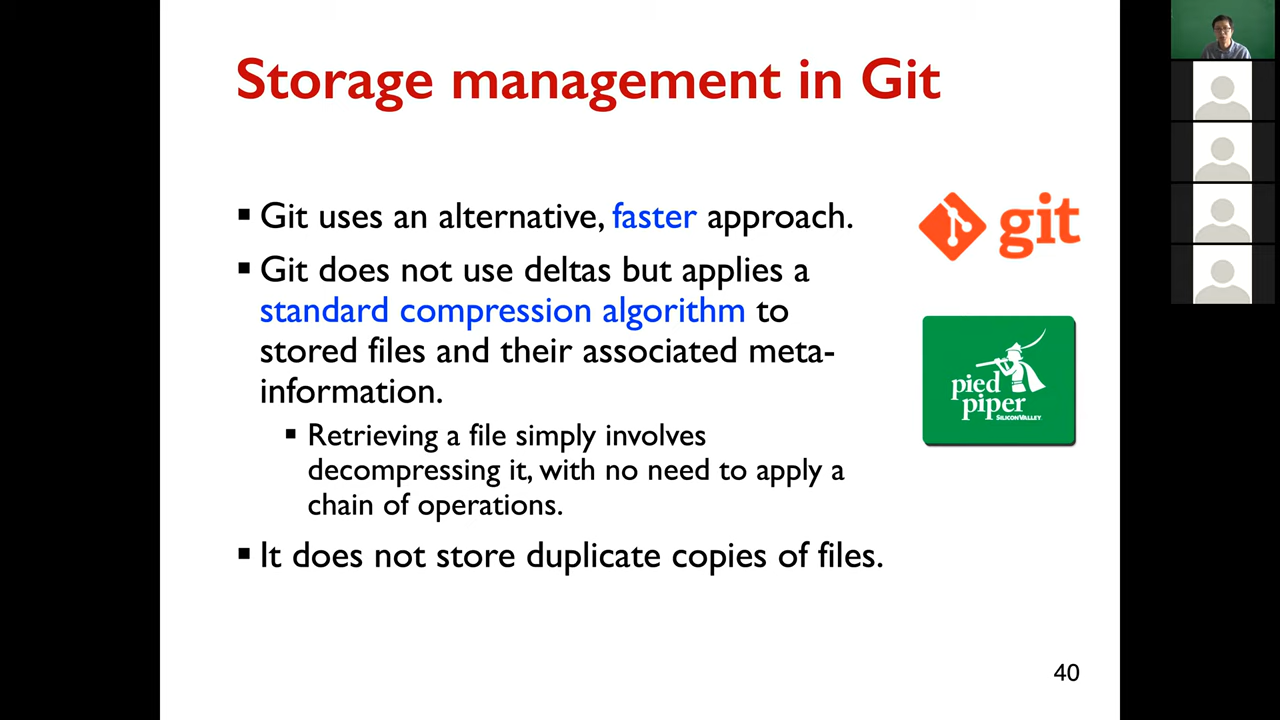 Storage management in Git
▪ Git uses an alternative, faster approach.
▪ Git does not use deltas but applies a
standard compression algorithm to
stored files and their associated meta-
information.
▪ Retrieving a file simply involves
decompressing it, with no need to apply a
chain of operations.
▪ It does not store duplicate copies of files.
git
pied
piper
SILICON VALLEY
40